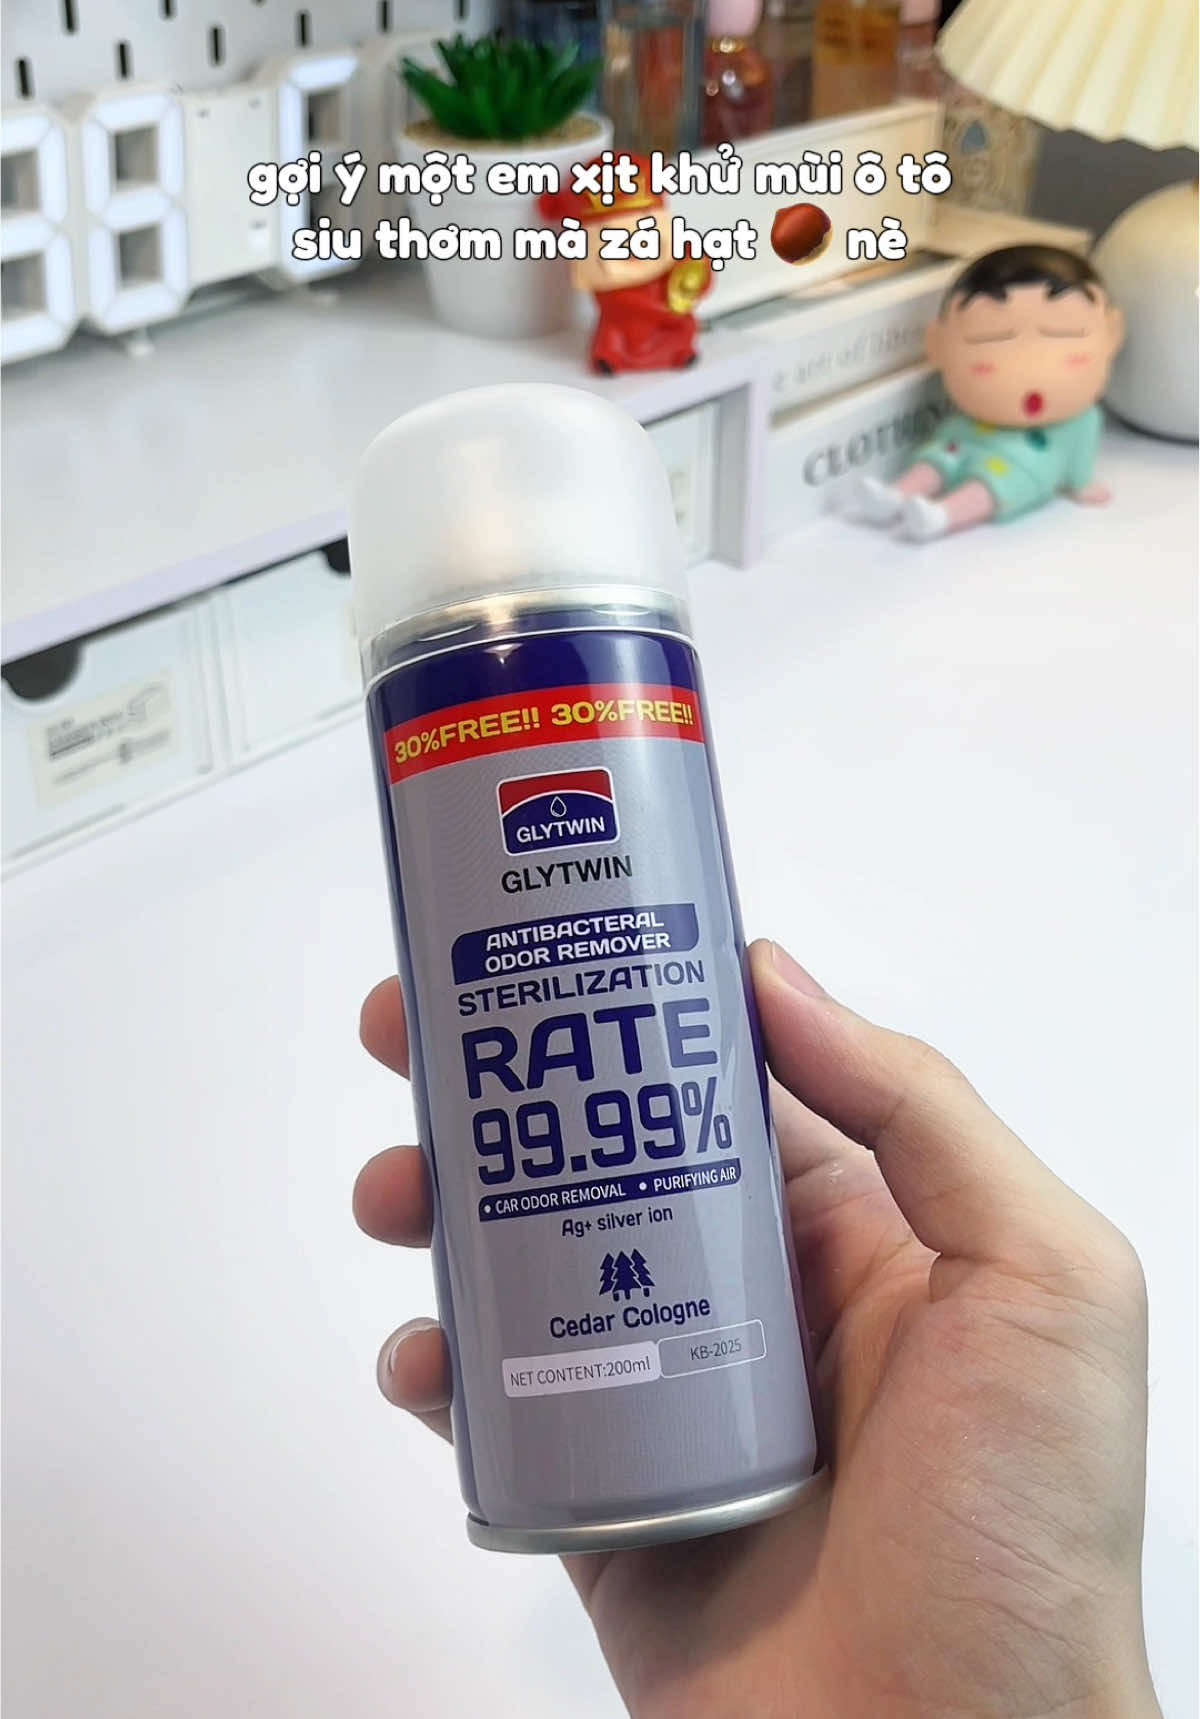 gợi ý một em xịt khử mùi ô tô
siu thơm mà zá hạt 🌰 nè
CLOTHING
30%FREE!! 30%FREE!!
GLYTWIN
GLYTWIN
ANTIBACTERAL
ODOR REMOVER
STERILIZATION
RATE
99.99%
• CAR ODOR REMOVAL • PURIFYING AIR
Ag+ silver ion
Cedar Cologne
NET CONTENT:200ml KB-2025